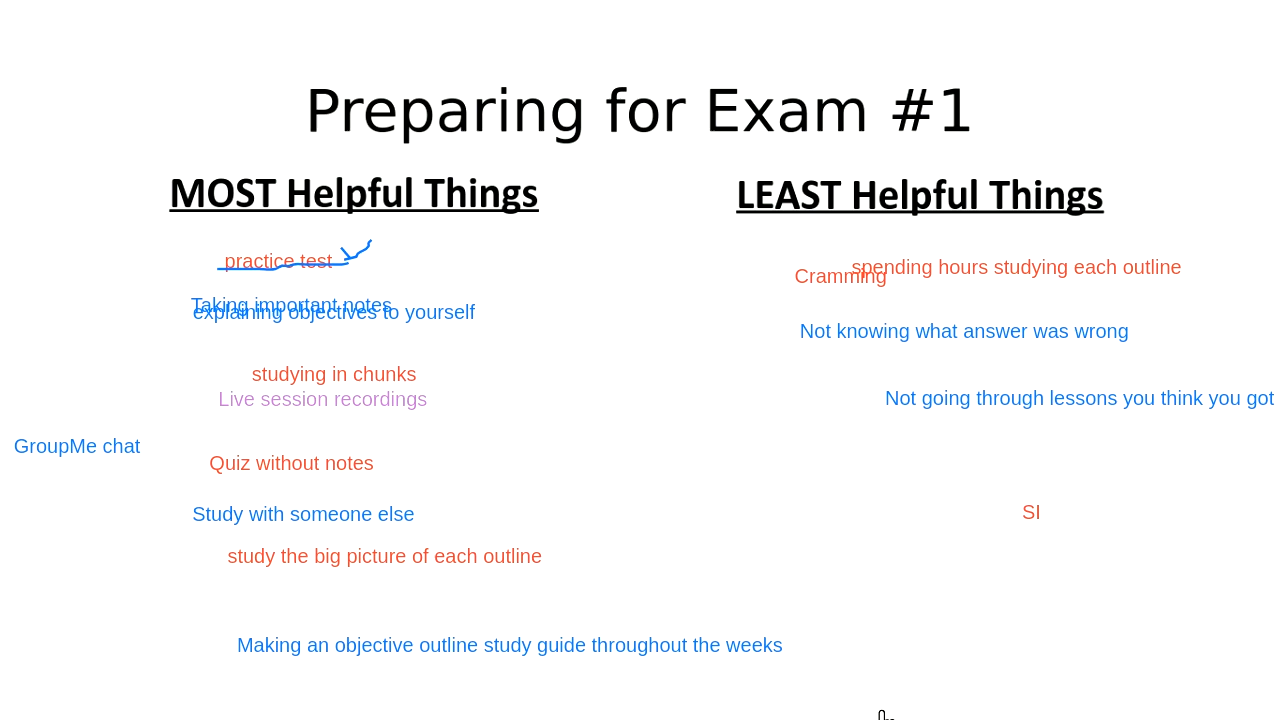 Preparing for Exam #1
MOST Helpful Things
practice test
Taking important notes
explaining objectives to yourself
studying in chunks
Live session recordings
GroupMe chat
Quiz without notes
Study with someone else
study the big picture of each outline
Making an objective outline study guide throughout the weeks
LEAST Helpful Things
spending hours studying each outline
Cramming
Not knowing what answer was wrong
Not going through lessons you think you got
SI